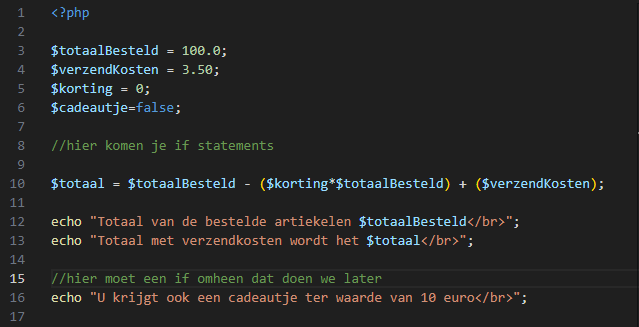 1 <?php
2
3 $totaalBesteld = 100.0;
4 $verzendKosten = 3.50;
5 $korting = 0;
6 $cadeautje=false;
7
8 //hier komen je if statements
9
10 $totaal = $totaalBesteld - ($korting*$totaalBesteld) + ($verzendKosten);
11
12 echo "Totaal van de bestelde artiekelen $totaalBesteld</br>";
13 echo "Totaal met verzendkosten wordt het $totaal</br>";
14
15 //hier moet een if omheen dat doen we later
16 echo "U krijgt ook een cadeautje ter waarde van 10 euro</br>";
17